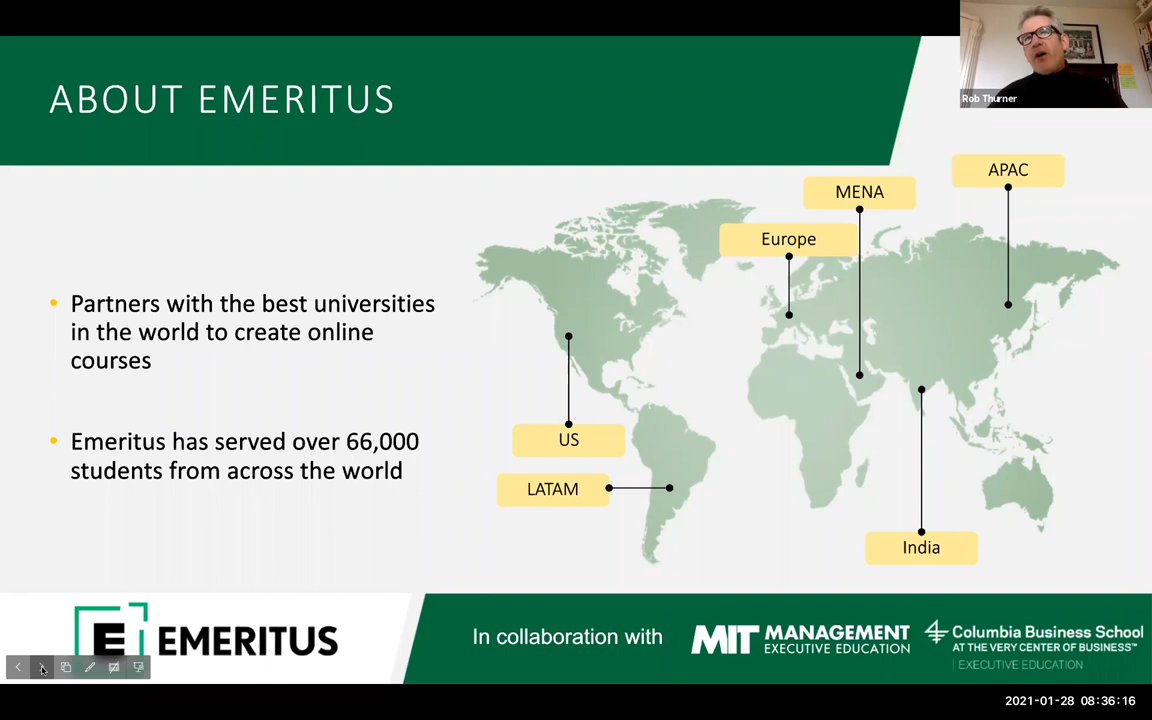 ABOUT EMERITUS
Rob Thurner
APAC
MENA
Europe
• Partners with the best universities
in the world to create online
courses
• Emeritus has served over 66,000
students from across the world
US
LATAM
India
E EMERITUS
In collaboration with
MIT MANAGEMENT
EXECUTIVE EDUCATION
Columbia Business School
AT THE VERY CENTER OF BUSINESS™
EXECUTIVE EDUCATION
2021-01-28 08:36:16